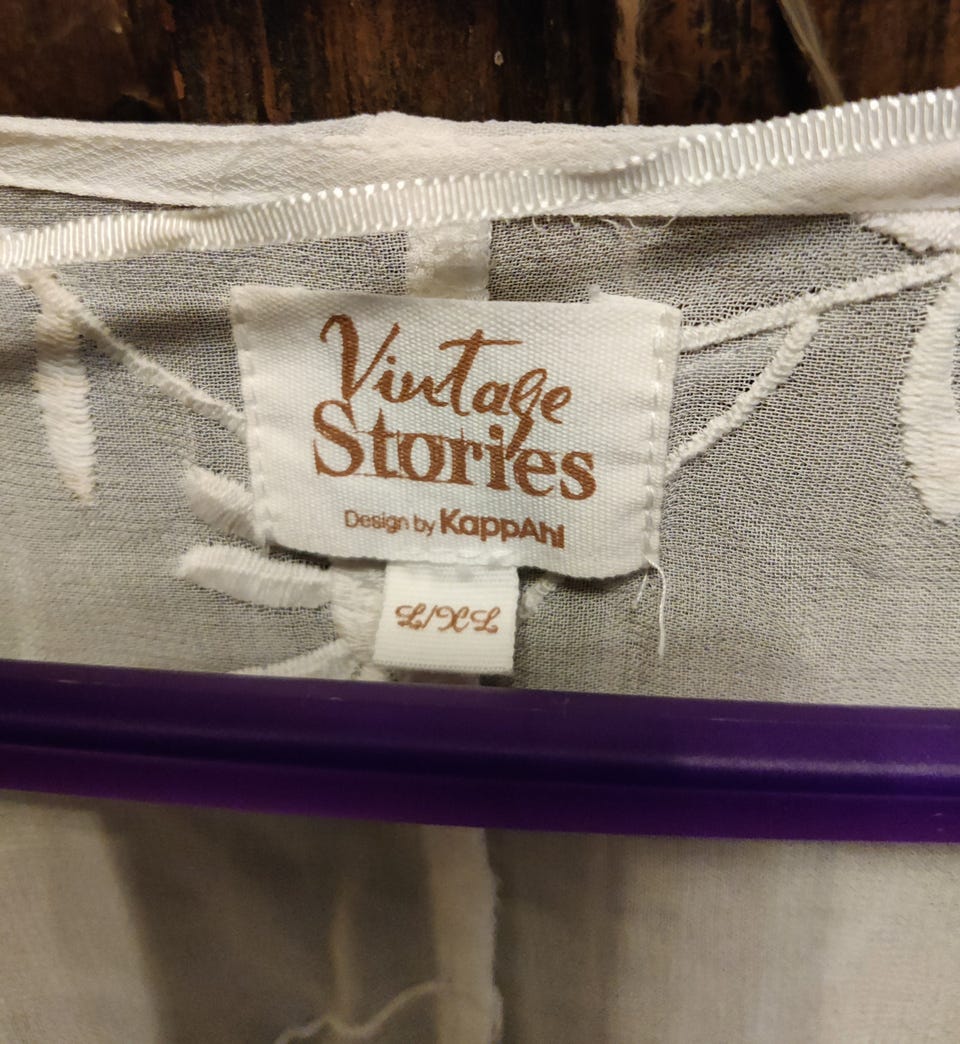 Vintage
Stories
Design by KappAhl
L/XL